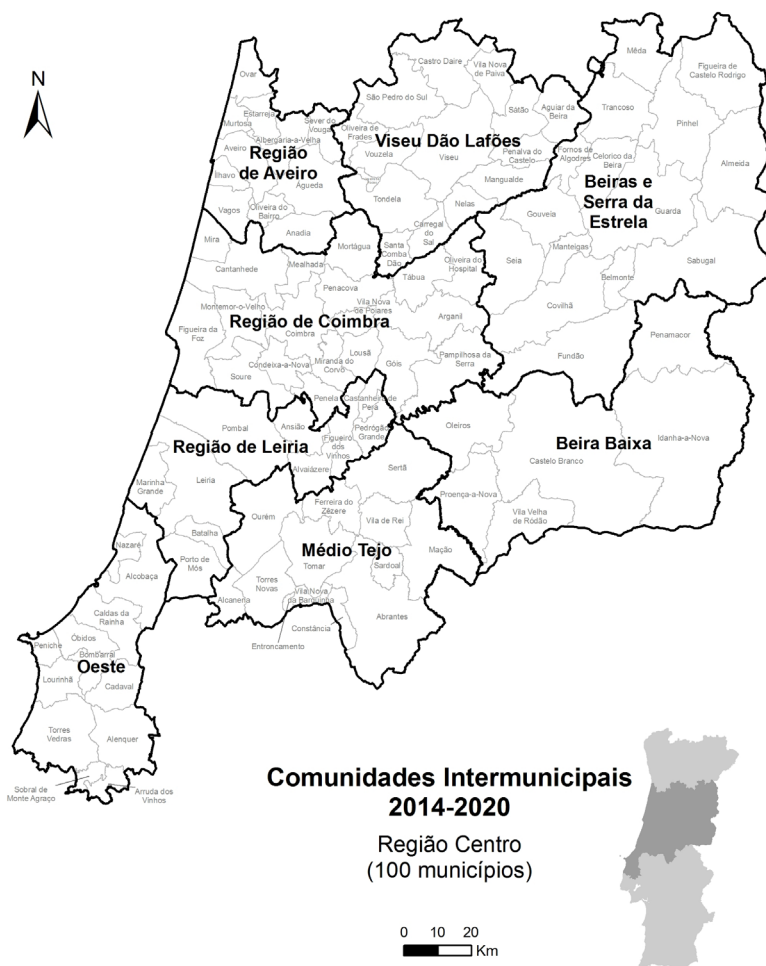 N
Ovar
Estarreja
Murtosa
Sever do
Vouga
Albergaria-a-Velha
Aveiro
Região
de Aveiro
Ílhavo
Águeda
Vagos
Oliveira do
Bairro
Anadia
Castro Daire
Vila Nova
de Paiva
São Pedro do Sul
Sátão
Aguiar da
Beira
Oliveira de
Frades
Viseu Dão Lafões
Vouzela
Viseu
Penalva do
Castelo
Mangualde
Tondela
Nelas
Carregal
do
Sal
Santa
Comba
Dão
Mêda
Figueira de
Castelo Rodrigo
Trancoso
Pinhel
Fornos de
Algodres
Celorico da
Beira
Almeida
Beiras e
Serra da
Estrela
Gouveia
Guarda
Manteigas
Seia
Sabugal
Belmonte
Covilhã
Fundão
Mira
Cantanhede
Mealhada
Mortágua
Oliveira do
Hospital
Tábua
Penacova
Montemor-o-Velho
Vila Nova
de Poiares
Arganil
Região de Coimbra
Figueira da
Foz
Coimbra
Lousã
Condeixa-a-Nova
Miranda do
Corvo
Góis
Pampilhosa da
Serra
Soure
Penela
Castanheira de
Pera
Pombal
Ansião
Pedrógão
Grande
Região de Leiria
Figueiró
dos
Vinhos
Alvaiázere
Marinha
Grande
Leiria
Batalha
Porto de
Mós
Penamacor
Oleiros
Beira Baixa
Idanha-a-Nova
Castelo Branco
Proença-a-Nova
Vila Velha
de Ródão
Sertã
Ferreira do
Zêzere
Ourém
Vila de Rei
Médio Tejo
Mação
Tomar
Sardoal
Torres
Novas
Vila Nova
da Barquinha
Alcanena
Constância
Abrantes
Entroncamento
Nazaré
Alcobaça
Caldas da
Rainha
Óbidos
Peniche
Bombarral
Oeste
Lourinhã
Cadaval
Torres
Vedras
Alenquer
Sobral de
Monte Agraço
Arruda dos
Vinhos
Comunidades Intermunicipais
2014-2020
Região Centro
(100 municípios)
0 10 20
Km